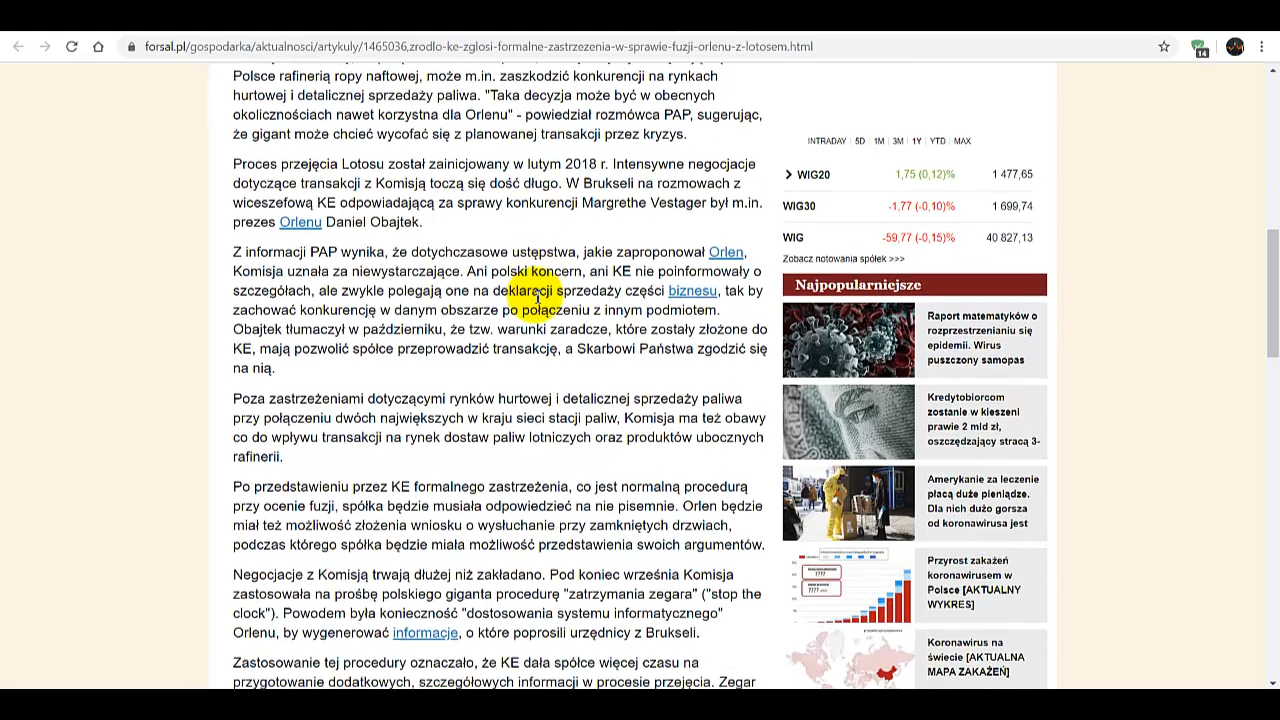 forsal.pl/gospodarka/aktualnosci/artykuly/1465036,zrodlo-ke-zglosi-formalne-zastrzezenia-w-sprawie-fuzji-orlenu-z-lotosem.html
14
Polsce rafinerią ropy naftowej, może m.in. zaszkodzić konkurencji na rynkach
hurtowej i detalicznej sprzedaży paliwa. "Taka decyzja może być w obecnych
okolicznościach nawet korzystna dla Orlenu" - powiedział rozmówca PAP, sugerując,
że gigant może chcieć wycofać się z planowanej transakcji przez kryzys.
Proces przejęcia Lotosu został zainicjowany w lutym 2018 r. Intensywne negocjacje
dotyczące transakcji z Komisją toczą się dość długo. W Brukseli na rozmowach z
wiceszefową KE odpowiadającą za sprawy konkurencji Margrethe Vestager był m.in.
prezes Orlenu Daniel Obajtek.
Z informacji PAP wynika, że dotychczasowe ustępstwa, jakie zaproponował Orlen,
Komisja uznała za niewystarczające. Ani polski koncern, ani KE nie poinformowały o
szczegółach, ale zwykle polegają one na deklaracji sprzedaży części biznesu, tak by
zachować konkurencję w danym obszarze po połączeniu z innym podmiotem.
Obajtek tłumaczył w październiku, że tzw. warunki zaradcze, które zostały złożone do
KE, mają pozwolić spółce przeprowadzić transakcję, a Skarbowi Państwa zgodzić się
na nią.
Poza zastrzeżeniami dotyczącymi rynków hurtowej i detalicznej sprzedaży paliwa
przy połączeniu dwóch największych w kraju sieci stacji paliw, Komisja ma też obawy
co do wpływu transakcji na rynek dostaw paliw lotniczych oraz produktów ubocznych
rafinerii.
Po przedstawieniu przez KE formalnego zastrzeżenia, co jest normalną procedurą
przy ocenie fuzji, spółka będzie musiała odpowiedzieć na nie pisemnie. Orlen będzie
miał też możliwość złożenia wniosku o wysłuchanie przy zamkniętych drzwiach,
podczas którego spółka będzie miała możliwość przedstawienia swoich argumentów.
Negocjacje z Komisją trwają dłużej niż zakładano. Pod koniec września Komisja
zastosowała na prośbę polskiego giganta procedurę "zatrzymania zegara" ("stop the
clock"). Powodem była konieczność "dostosowania systemu informatycznego"
Orlenu, by wygenerować informacje, o które poprosili urzędnicy z Brukseli.
Zastosowanie tej procedury oznaczało, że KE dała spółce więcej czasu na
przygotowanie dodatkowych, szczegółowych informacji w procesie przejęcia. Zegar
INTRADAY 5D 1M 3M 1Y YTD MAX
WIG20 1,75 (0,12)% 1 477,65
WIG30 -1,77 (-0,10)% 1 699,74
WIG -59,77 (-0,15)% 40 827,13
Zobacz notowania spółek >>>
Najpopularniejsze
Raport matematyków o
rozprzestrzenianiu się
epidemii. Wirus
puszczony samopas
Kredytobiorcom
zostanie w kieszeni
prawie 2 mld zł,
oszczędzający stracą 3-
Amerykanie za leczenie
płacą duże pieniądze.
Dla nich dużo gorsza
od koronawirusa jest
Przyrost zakażeń
koronawirusem w
Polsce [AKTUALNY
WYKRES]
Koronawirus na
świecie [AKTUALNA
MAPA ZAKAŻEŃ]